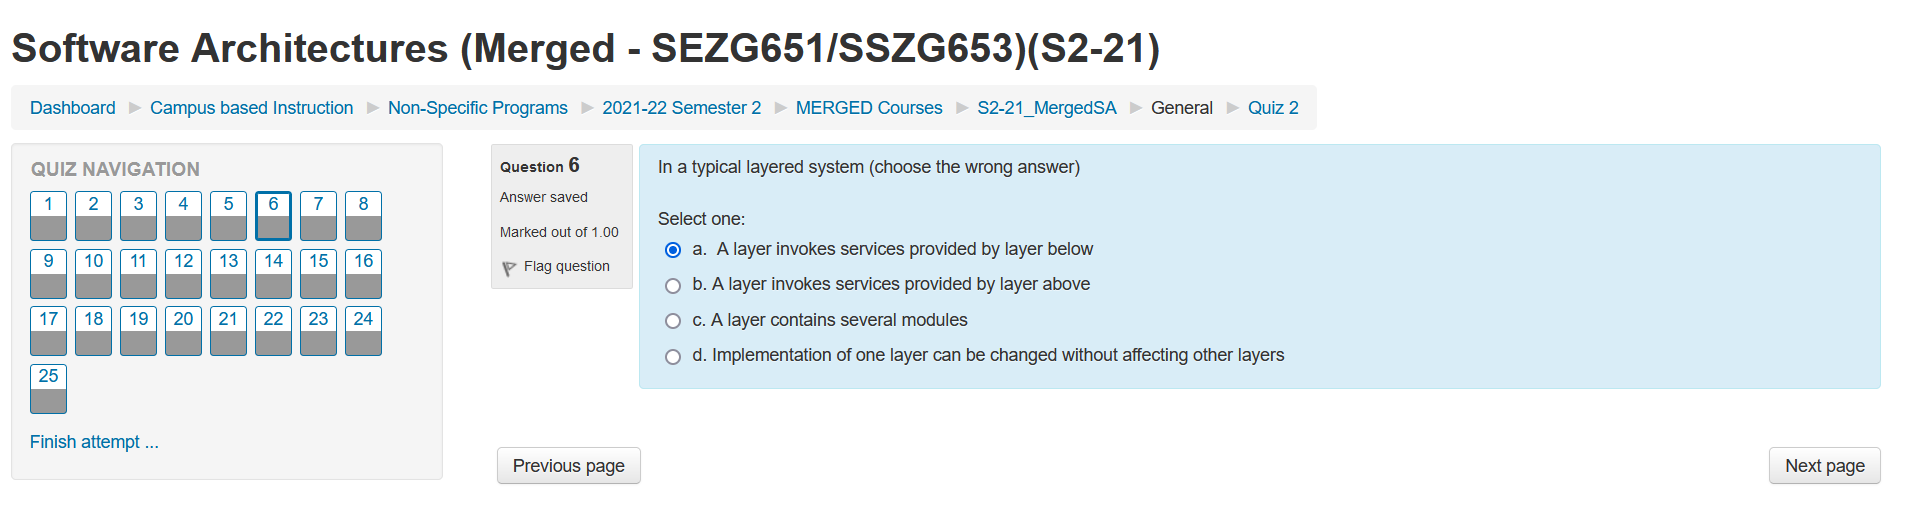 Software Architectures (Merged - SEZG651/SSZG653)(S2-21)
Dashboard Campus based Instruction Non-Specific Programs 2021-22 Semester 2 MERGED Courses S2-21_MergedSA General Quiz 2
QUIZ NAVIGATION
1 2 3 4 5 6 7 8
9 10 11 12 13 14 15 16
17 18 19 20 21 22 23 24
25
Finish attempt ...
Question 6
Answer saved
Marked out of 1.00
Flag question
In a typical layered system (choose the wrong answer)
Select one:
a. A layer invokes services provided by layer below
b. A layer invokes services provided by layer above
c. A layer contains several modules
d. Implementation of one layer can be changed without affecting other layers
Previous page
Next page